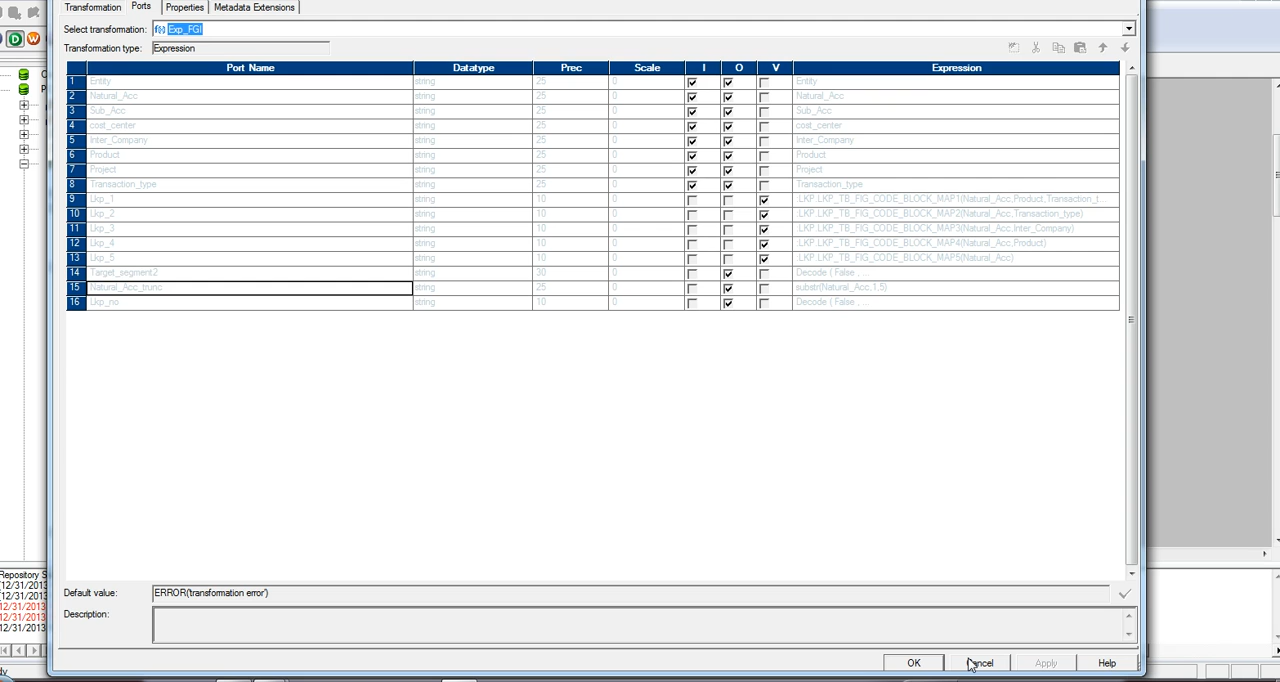 Transformation Ports Properties Metadata Extensions
Select transformation: f(x) Exp_FGI
Transformation type: Expression
Port Name Datatype Prec Scale I O V Expression
1 Entity string 25 0 Entity
2 Natural_Acc string 25 0 Natural_Acc
3 Sub_Acc string 25 0 Sub_Acc
4 cost_center string 25 0 cost_center
5 Inter_Company string 25 0 Inter_Company
6 Product string 25 0 Product
7 Project string 25 0 Project
8 Transaction_type string 25 0 Transaction_type
9 Lkp_1 string 10 0 :LKP.LKP_TB_FIG_CODE_BLOCK_MAP1(Natural_Acc,Product,Transaction_t...
10 Lkp_2 string 10 0 :LKP.LKP_TB_FIG_CODE_BLOCK_MAP2(Natural_Acc,Transaction_type)
11 Lkp_3 string 10 0 :LKP.LKP_TB_FIG_CODE_BLOCK_MAP3(Natural_Acc,Inter_Company)
12 Lkp_4 string 10 0 :LKP.LKP_TB_FIG_CODE_BLOCK_MAP4(Natural_Acc,Product)
13 Lkp_5 string 10 0 :LKP.LKP_TB_FIG_CODE_BLOCK_MAP5(Natural_Acc)
14 Target_segment2 string 30 0 Decode ( False , ...
15 Natural_Acc_trunc string 25 0 substr(Natural_Acc,1,5)
16 Lkp_no string 10 0 Decode ( False , ...
Default value: ERROR('transformation error')
Description:
Repository S
12/31/2013
12/31/2013
12/31/2013
12/31/2013
12/31/2013
OK Cancel Apply Help